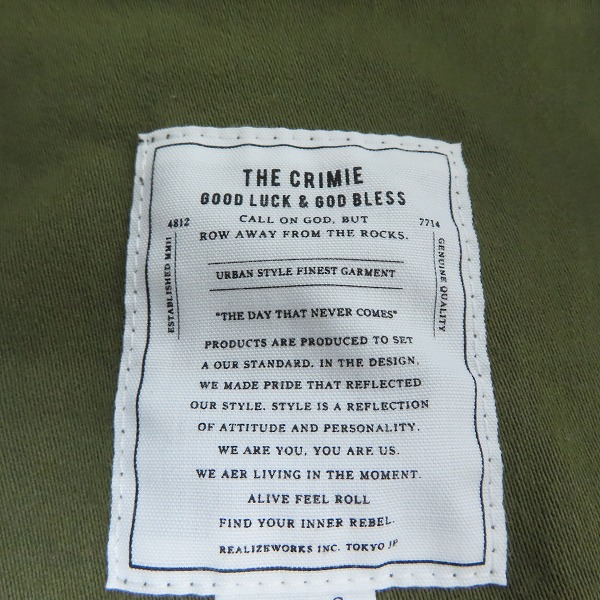 THE CRIMIE
GOOD LUCK & GOD BLESS
4812
CALL ON GOD, BUT
7714
ROW AWAY FROM THE ROCKS.
ESTABLISHED MMII
GENUINE QUALITY
URBAN STYLE FINEST GARMENT
"THE DAY THAT NEVER COMES"
PRODUCTS ARE PRODUCED TO SET
A OUR STANDARD. IN THE DESIGN,
WE MADE PRIDE THAT REFLECTED
OUR STYLE. STYLE IS A REFLECTION
OF ATTITUDE AND PERSONALITY.
WE ARE YOU, YOU ARE US.
WE AER LIVING IN THE MOMENT.
ALIVE FEEL ROLL
FIND YOUR INNER REBEL.
REALIZEWORKS INC. TOKYO JP